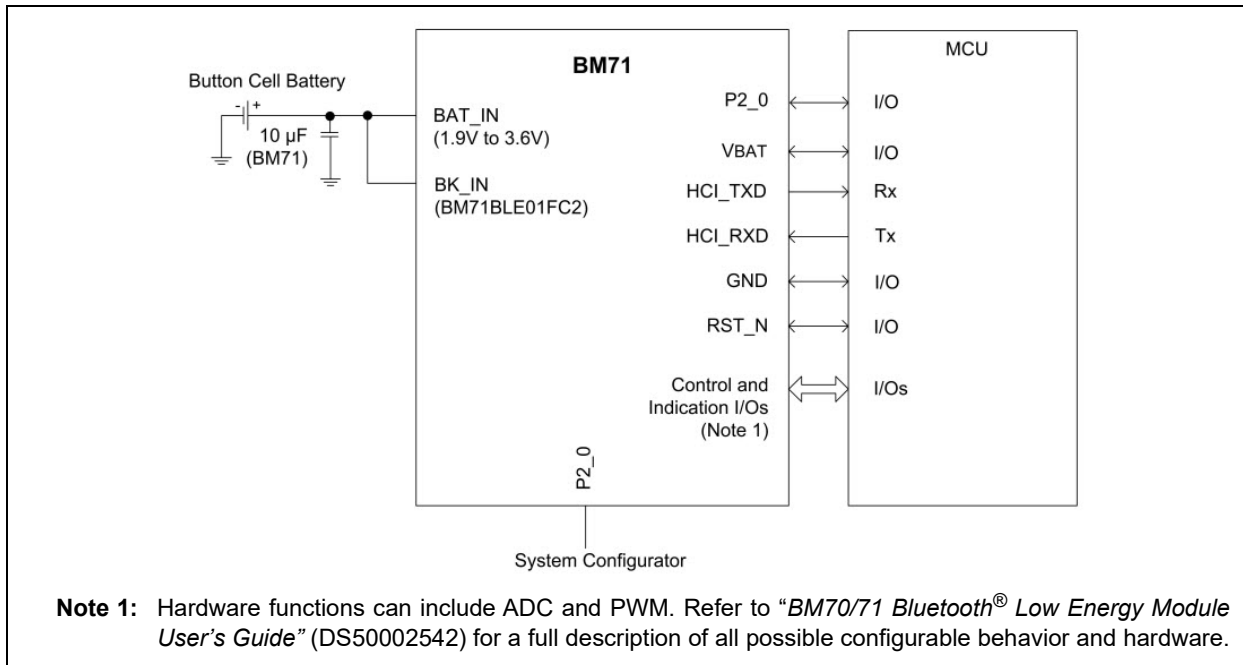 BM71
MCU
Button Cell Battery
- +
10 µF
(BM71)
BAT_IN
(1.9V to 3.6V)
BK_IN
(BM71BLE01FC2)
P2_0
I/O
VBAT
I/O
HCI_TXD
Rx
HCI_RXD
Tx
GND
I/O
RST_N
I/O
Control and
Indication I/Os
(Note 1)
I/Os
P2_0
System Configurator
Note 1: Hardware functions can include ADC and PWM. Refer to “BM70/71 Bluetooth® Low Energy Module
User's Guide” (DS50002542) for a full description of all possible configurable behavior and hardware.